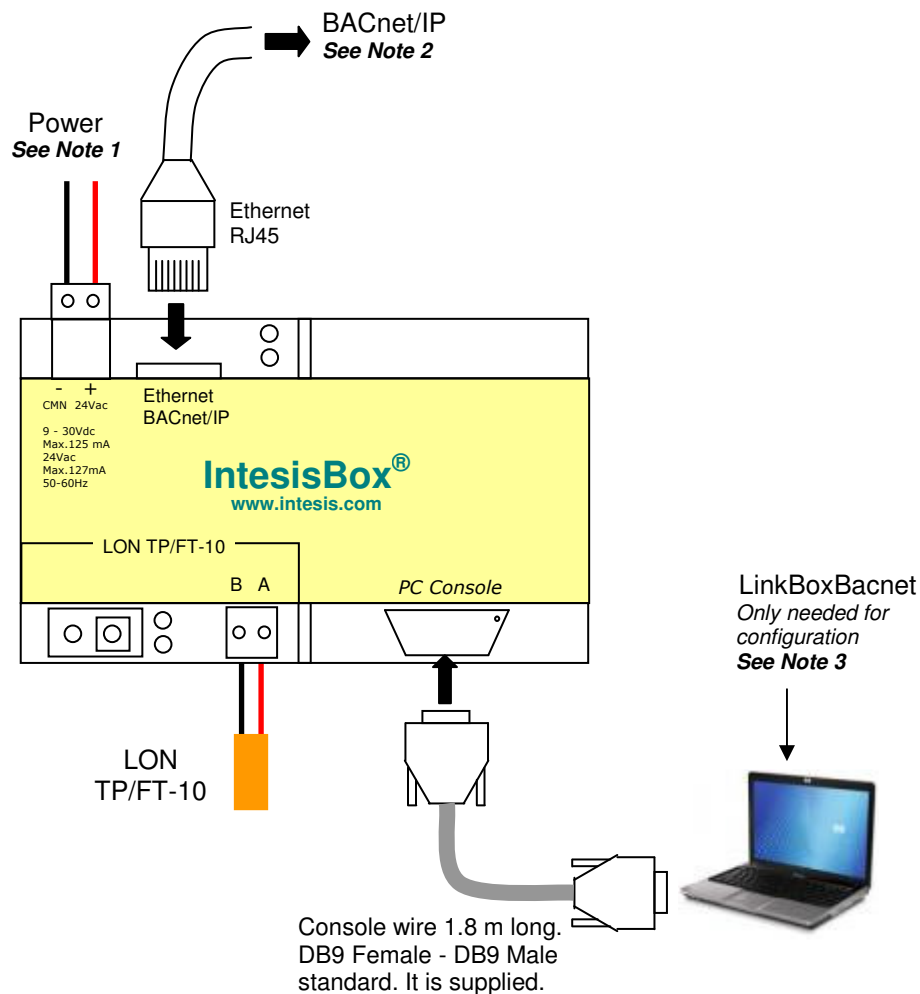 BACnet/IP
See Note 2
Power
See Note 1
Ethernet
RJ45
- +
CMN 24Vac
9 - 30Vdc
Max.125 mA
24Vac
Max.127mA
50-60Hz
Ethernet
BACnet/IP
IntesisBox®
www.intesis.com
LON TP/FT-10
B A
PC Console
LinkBoxBacnet
Only needed for
configuration
See Note 3
LON
TP/FT-10
Console wire 1.8 m long.
DB9 Female - DB9 Male
standard. It is supplied.